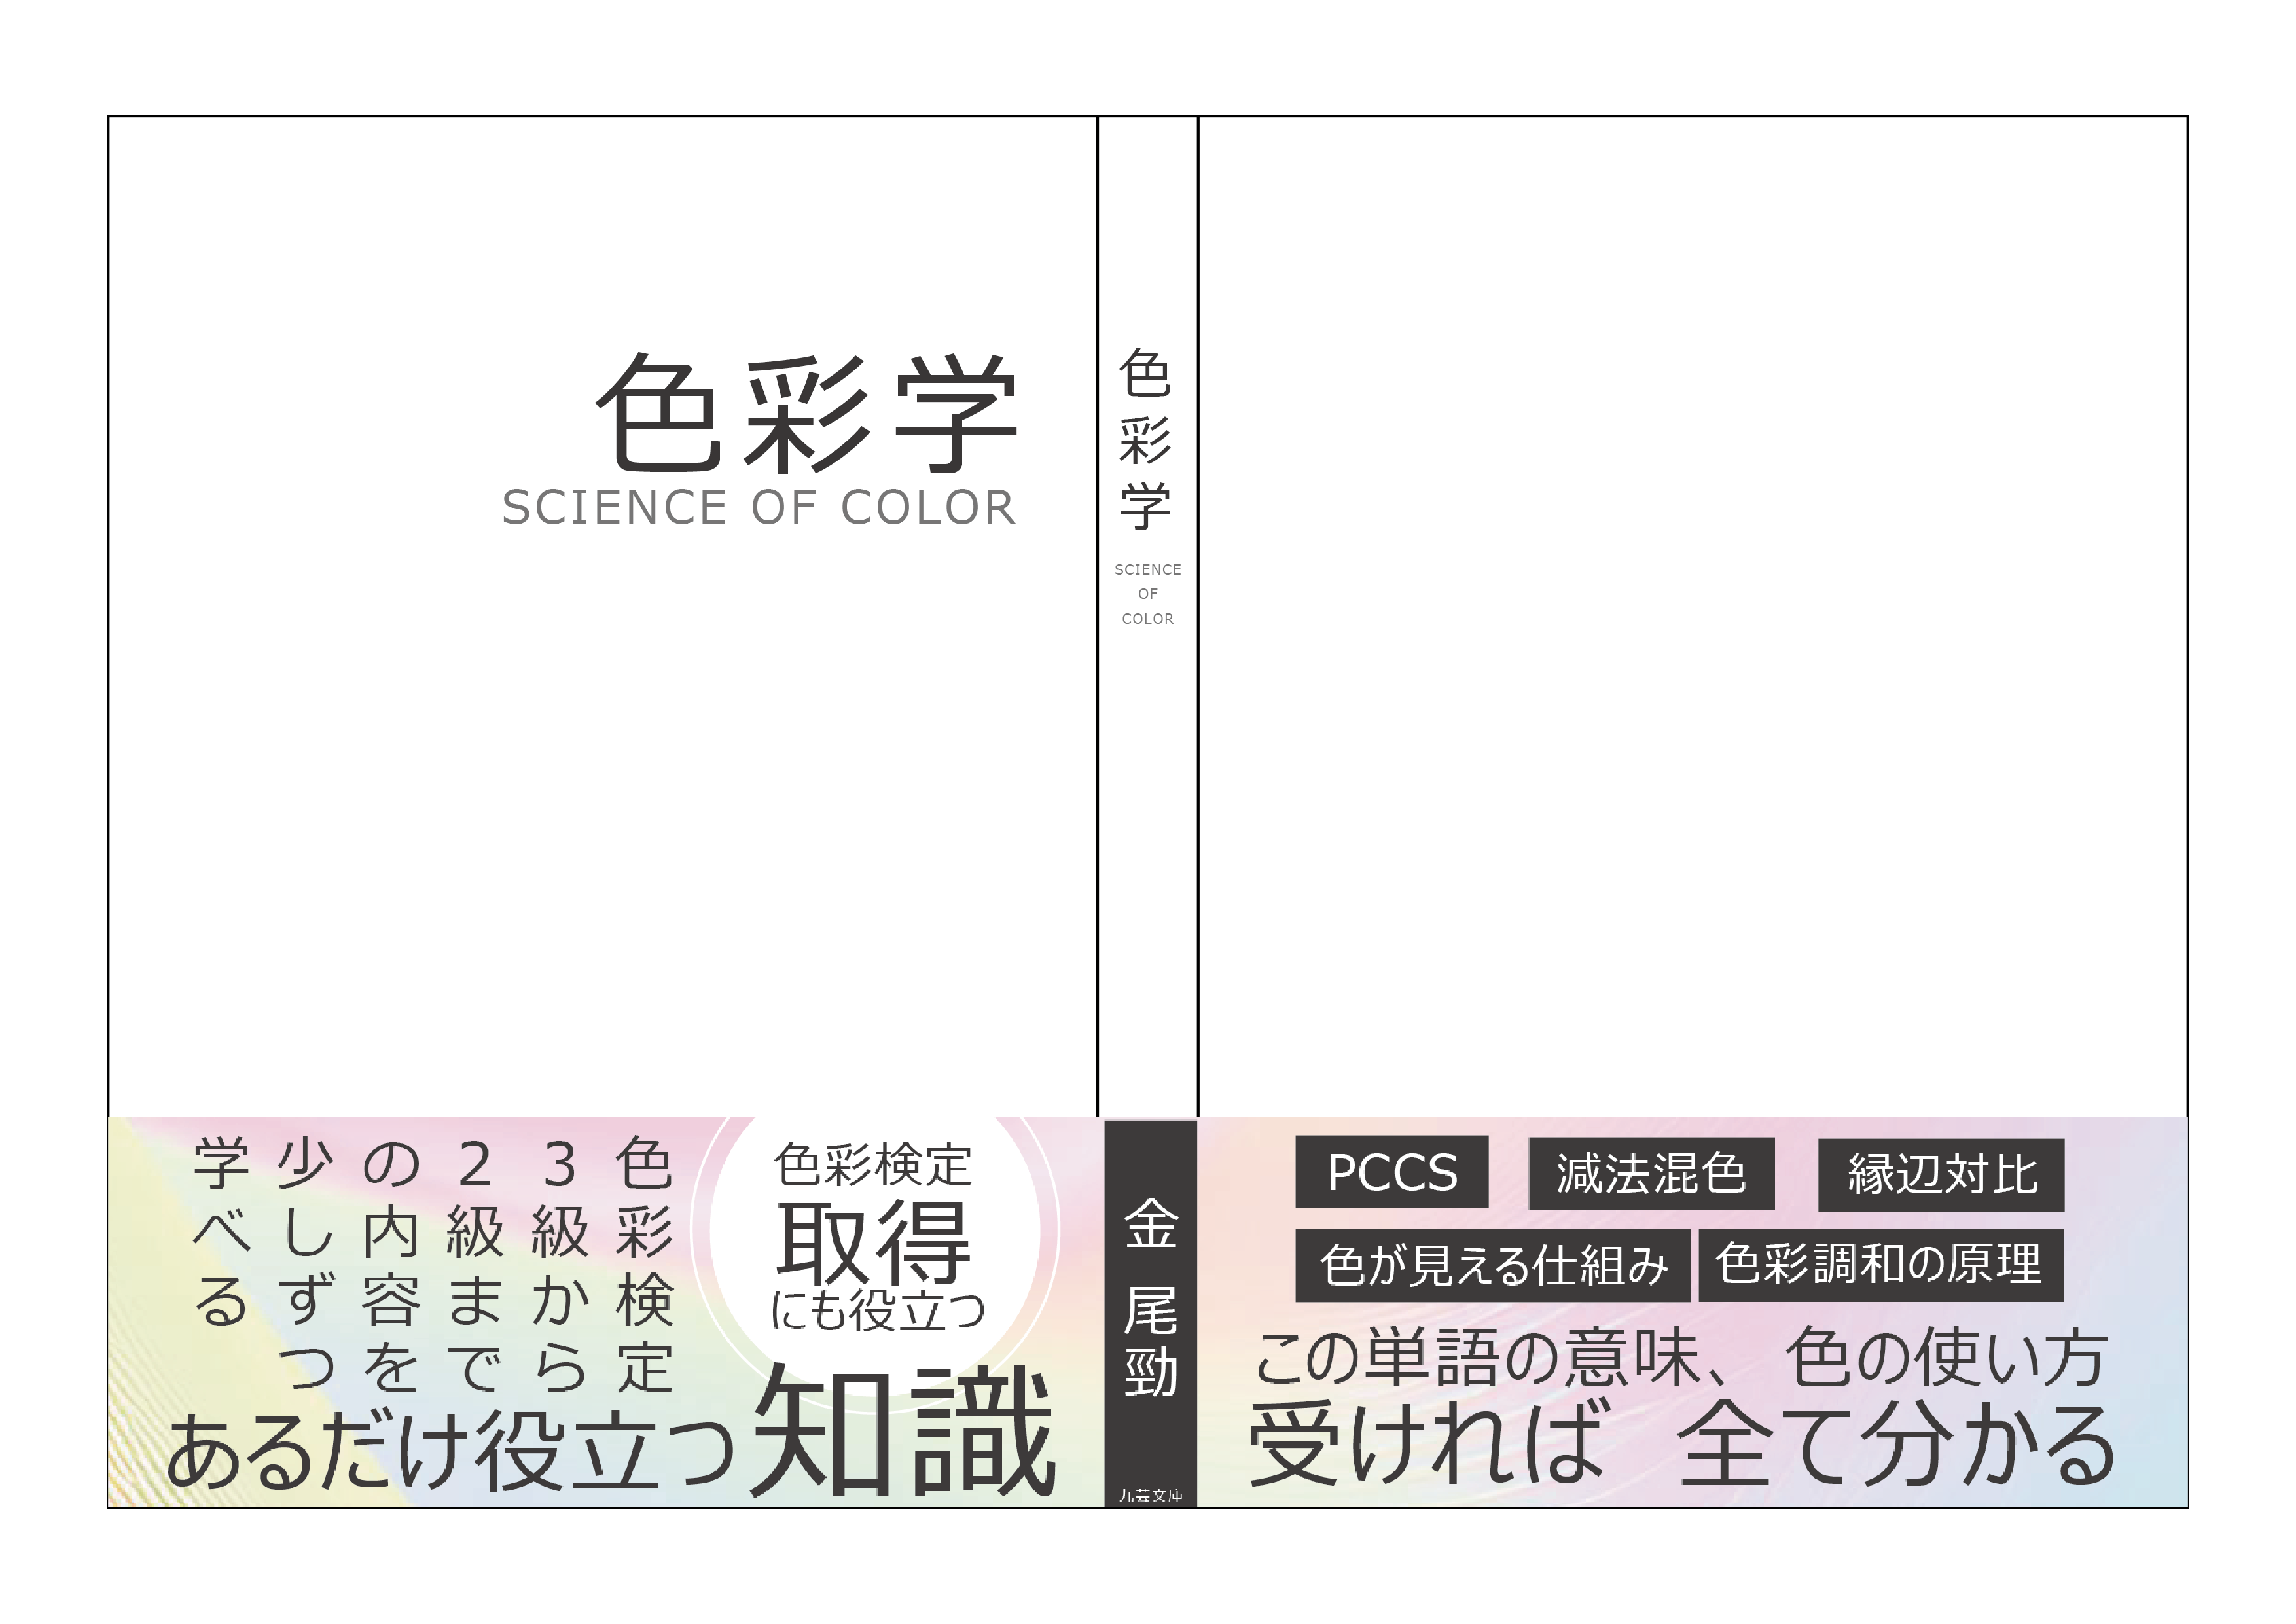 色彩学
SCIENCE OF COLOR
色彩検定
3級から
2級まで
の内容を
少しずつ
学べる
色彩検定
取得
にも役立つ
あるだけ役立つ知識
色彩学
SCIENCE
OF
COLOR
金尾勁
九芸文庫
PCCS
減法混色
縁辺対比
色が見える仕組み
色彩調和の原理
この単語の意味、色の使い方
受ければ 全て分かる